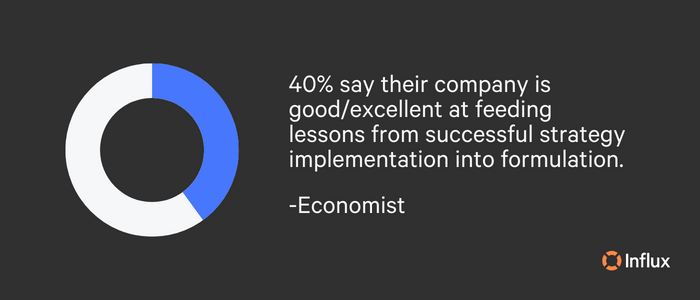 40% say their company is
good/excellent at feeding
lessons from successful strategy
implementation into formulation.
-Economist
Influx